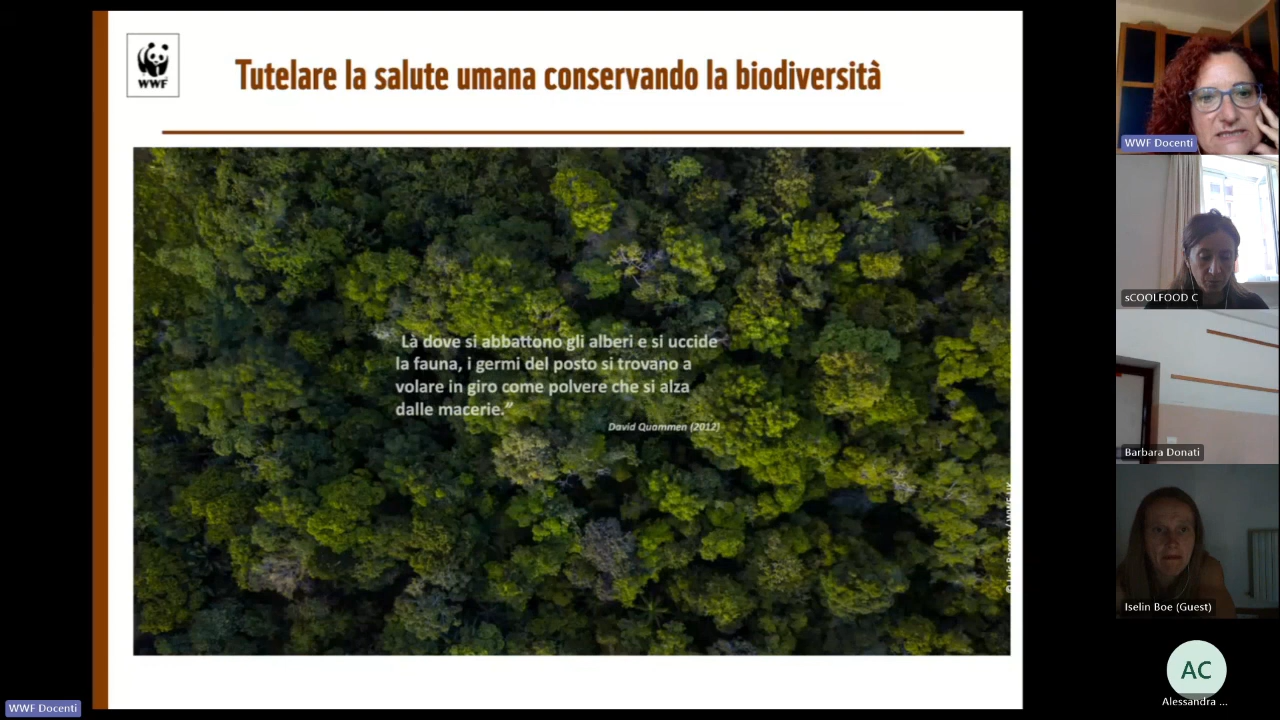 WWF
Tutelare la salute umana conservando la biodiversità
Là dove si abbattono gli alberi e si uccide
la fauna, i germi del posto si trovano a
volare in giro come polvere che si alza
dalle macerie.”
David Quammen (2012)
WWF Docenti
sCOOLFOOD C
Barbara Donati
Iselin Boe (Guest)
AC
Alessandra ...
WWF Docenti